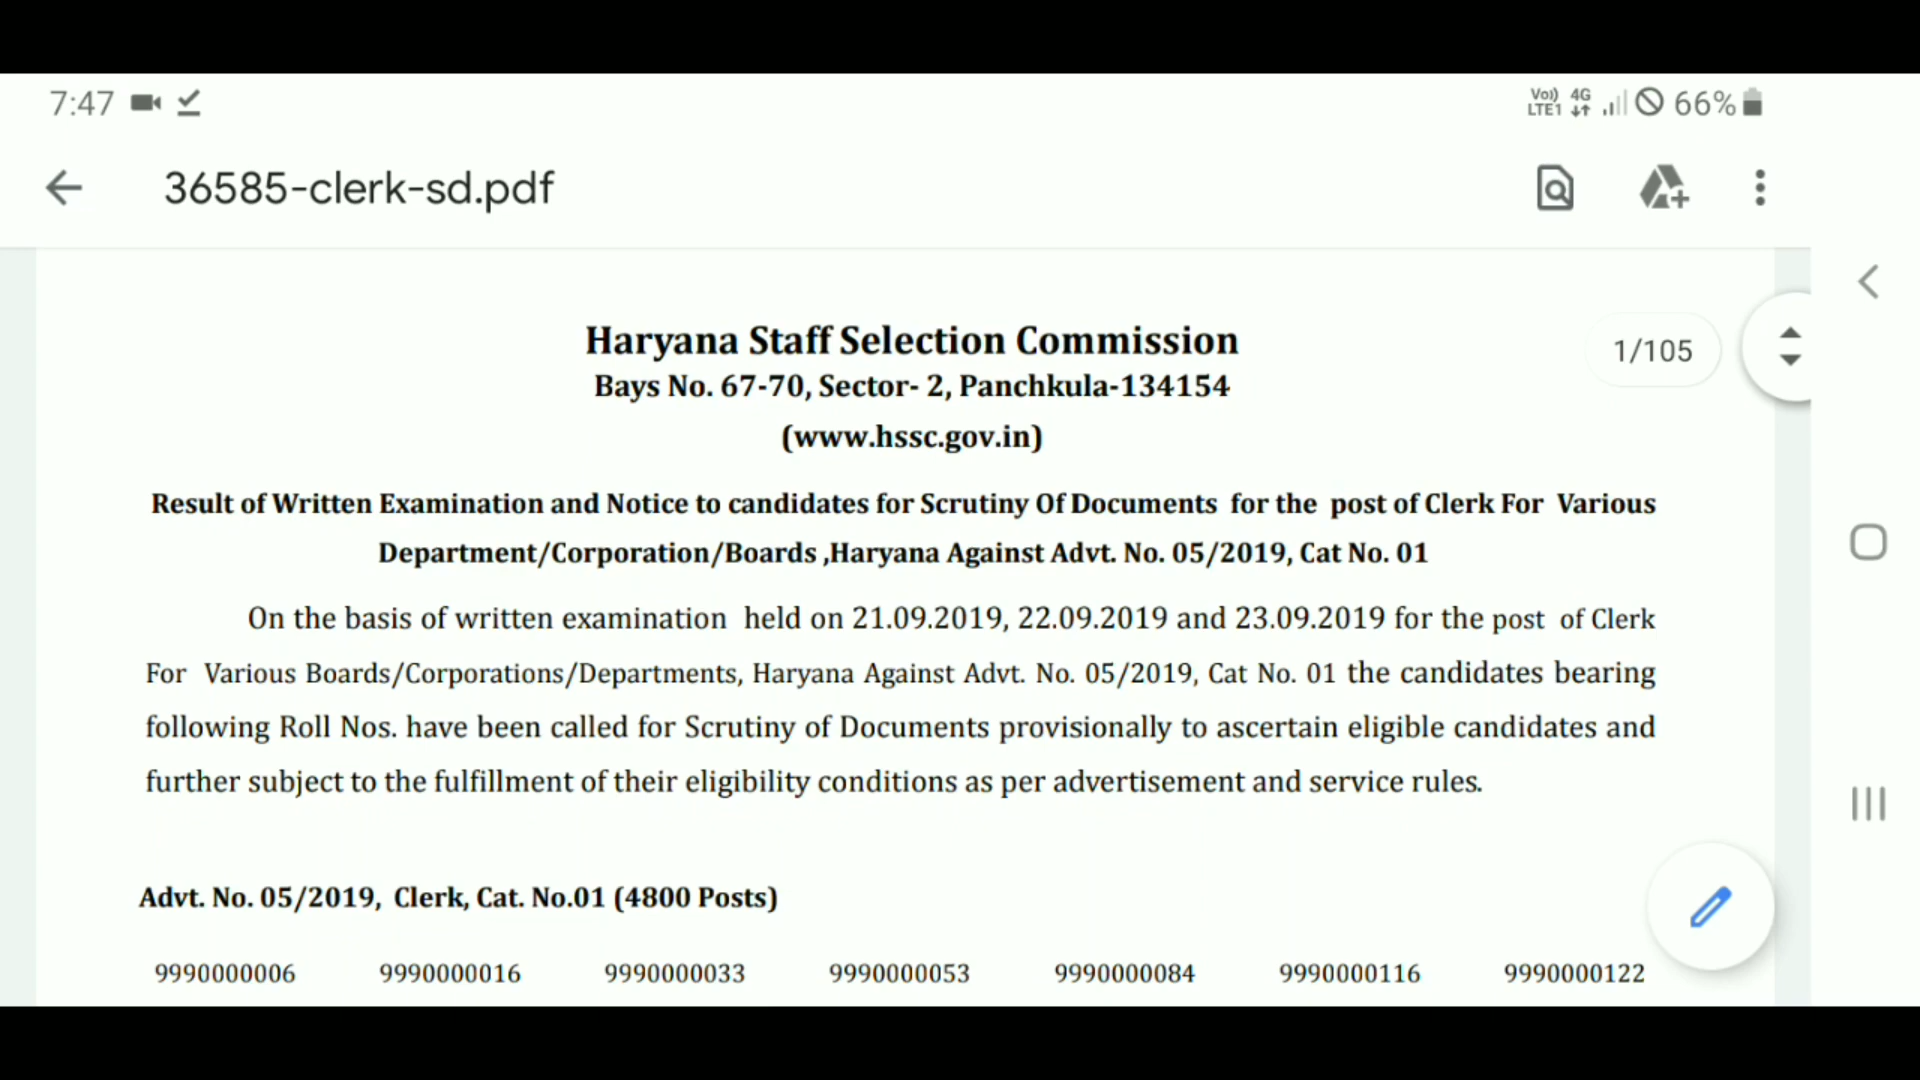 7:47
Vo) 4G
LTE1 66%
36585-clerk-sd.pdf
Haryana Staff Selection Commission
1/105
Bays No. 67-70, Sector- 2, Panchkula-134154
(www.hssc.gov.in)
Result of Written Examination and Notice to candidates for Scrutiny Of Documents for the post of Clerk For Various
Department/Corporation/Boards ,Haryana Against Advt. No. 05/2019, Cat No. 01
On the basis of written examination held on 21.09.2019, 22.09.2019 and 23.09.2019 for the post of Clerk
For Various Boards/Corporations/Departments, Haryana Against Advt. No. 05/2019, Cat No. 01 the candidates bearing
following Roll Nos. have been called for Scrutiny of Documents provisionally to ascertain eligible candidates and
further subject to the fulfillment of their eligibility conditions as per advertisement and service rules.
Advt. No. 05/2019, Clerk, Cat. No.01 (4800 Posts)
9990000006 9990000016 9990000033 9990000053 9990000084 9990000116 9990000122